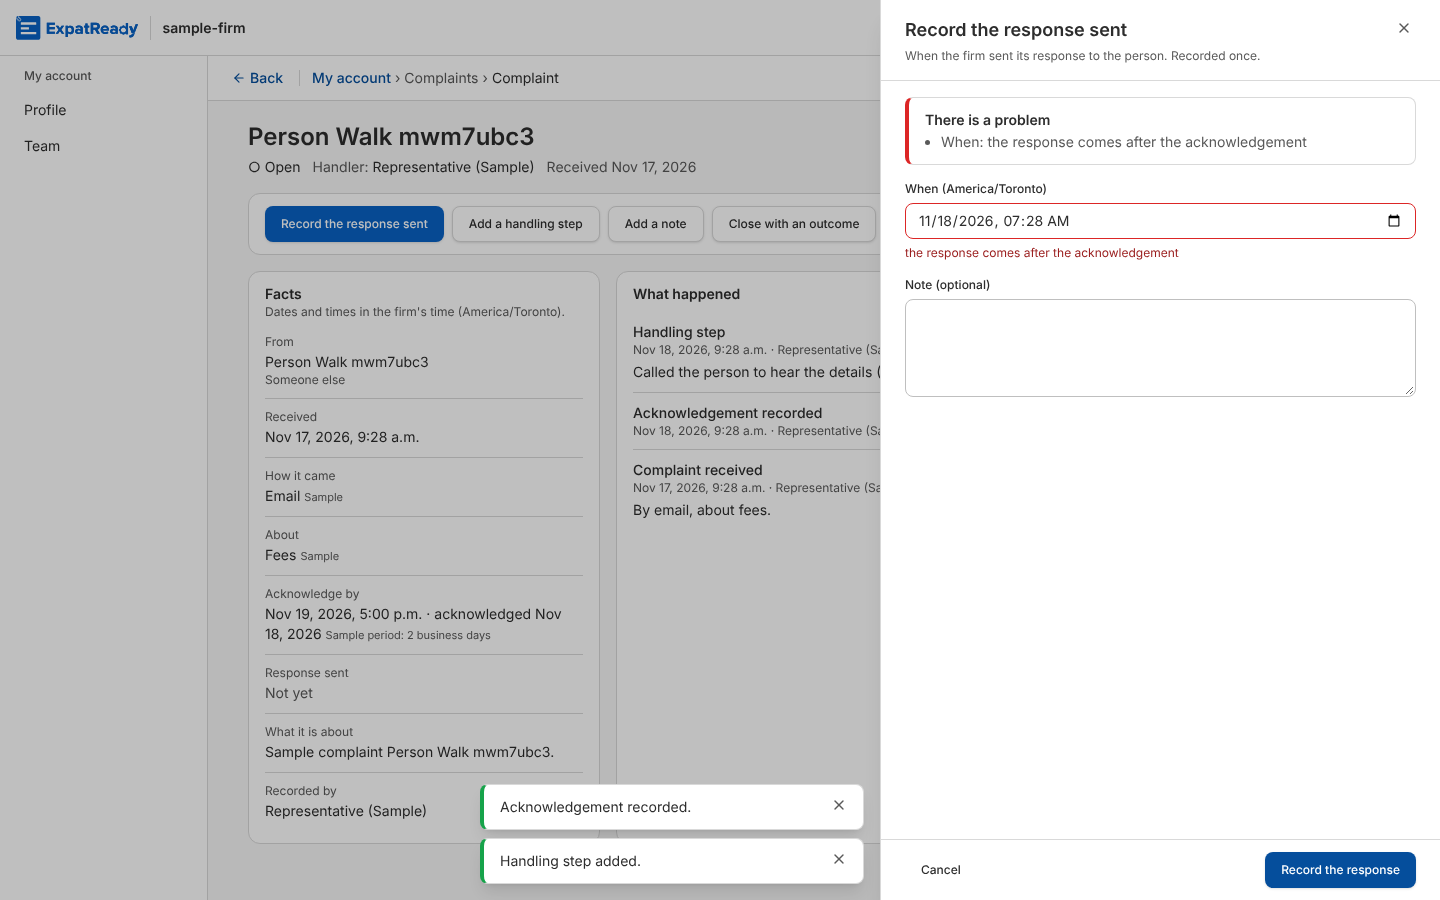 ExpatReady
sample-firm
My account
Profile
Team
← Back
My account › Complaints › Complaint
Person Walk mwm7ubc3
Open
Handler: Representative (Sample)
Received Nov 17, 2026
Record the response sent
Add a handling step
Add a note
Close with an outcome
Facts
Dates and times in the firm's time (America/Toronto).
From
Person Walk mwm7ubc3
Someone else
Received
Nov 17, 2026, 9:28 a.m.
How it came
Email Sample
About
Fees Sample
Acknowledge by
Nov 19, 2026, 5:00 p.m. · acknowledged Nov
18, 2026 Sample period: 2 business days
Response sent
Not yet
What it is about
Sample complaint Person Walk mwm7ubc3.
Recorded by
Representative (Sample)
What happened
Handling step
Nov 18, 2026, 9:28 a.m. · Representative
Called the person to hear the details (
Acknowledgement recorded
Nov 18, 2026, 9:28 a.m. · Representative
Complaint received
Nov 17, 2026, 9:28 a.m. · Representative
By email, about fees.
Acknowledgement recorded.
Handling step added.
Record the response sent
When the firm sent its response to the person. Recorded once.
There is a problem
• When: the response comes after the acknowledgement
When (America/Toronto)
11/18/2026, 07:28 AM
the response comes after the acknowledgement
Note (optional)
Cancel
Record the response